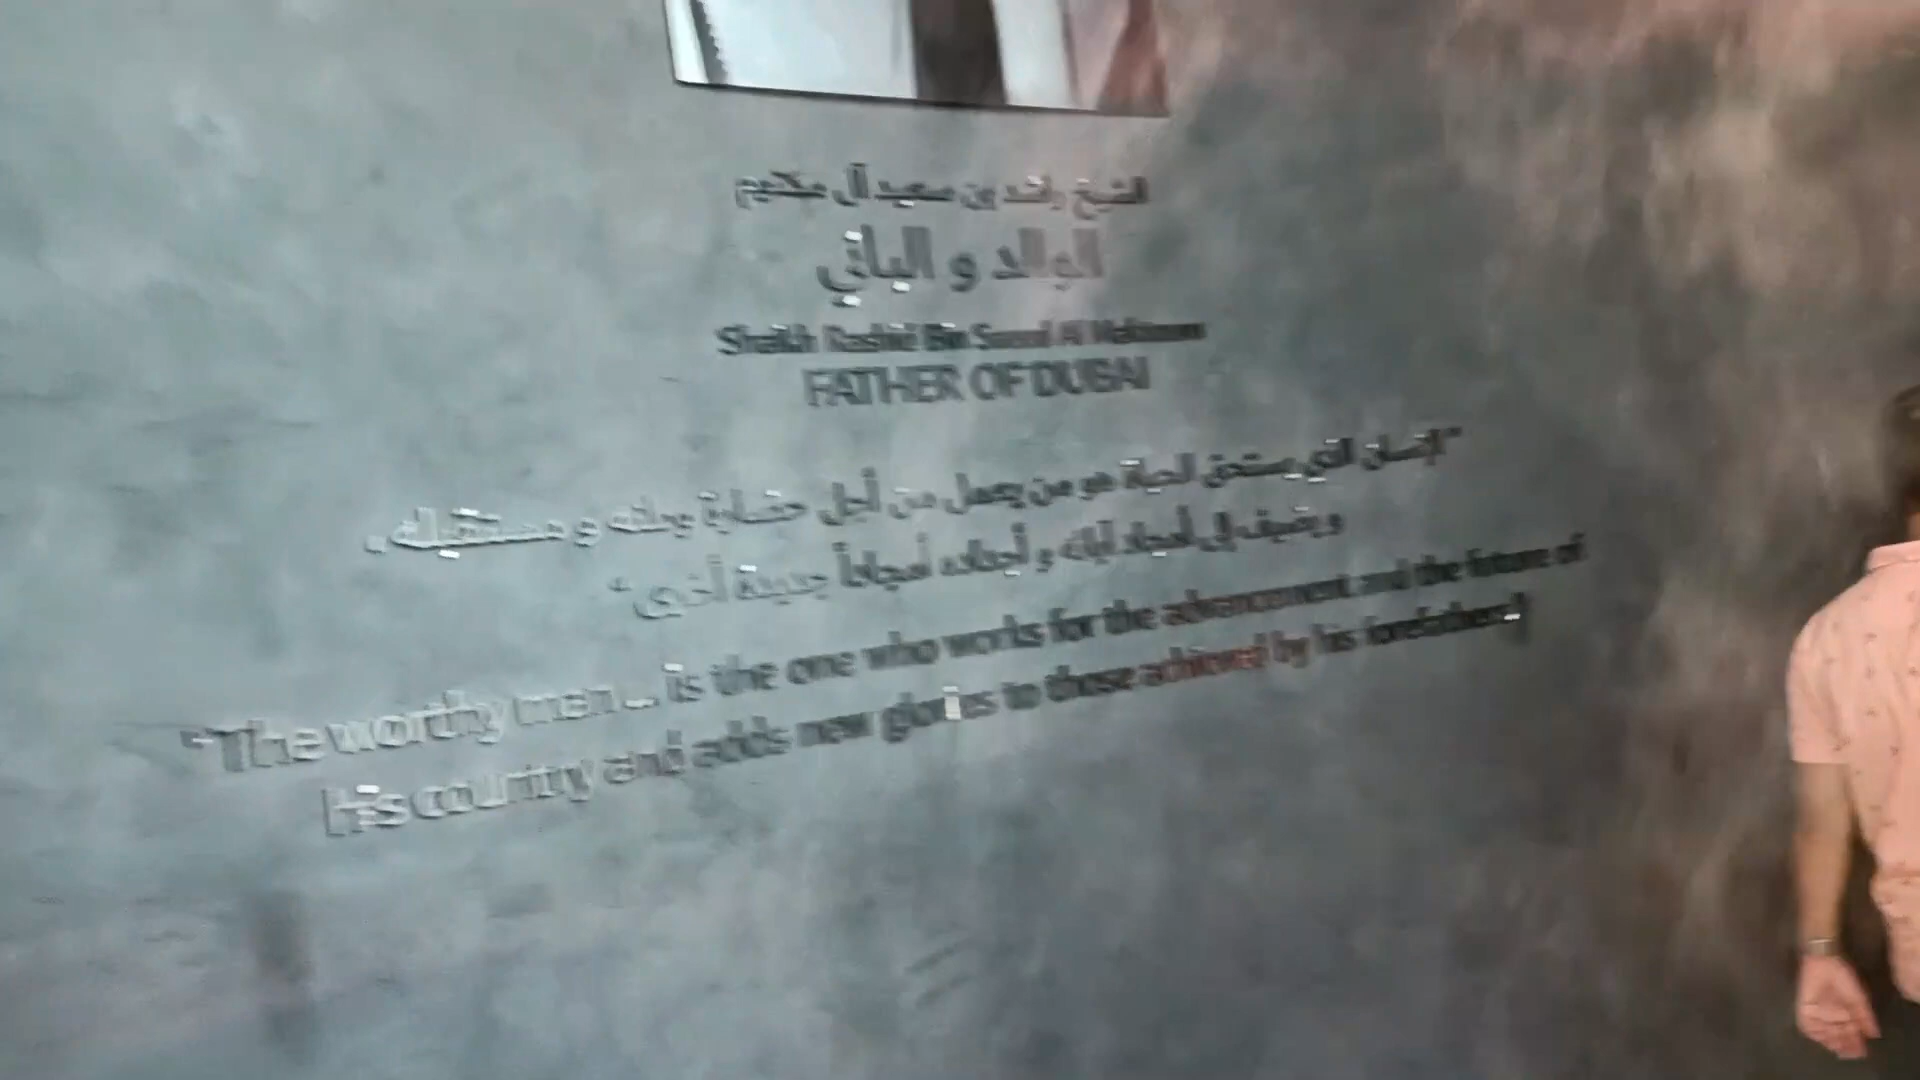 الشيخ راشد بن سعيد آل مكتوم
الوالد و الباني
Shaikh Rashid Bin Saeed Al Maktoum
FATHER OF DUBAI
"الإنسان الذي يستحق الحياة هو من يعمل من أجل حضارة وطنه و مستقبله،
و يضيف إلى أمجاد آبائه و أجداده أمجاداً جديدة أخرى"
"The worthy man... is the one who works for the advancement and the future of
his country and adds new glories to those achieved by his forefathers"